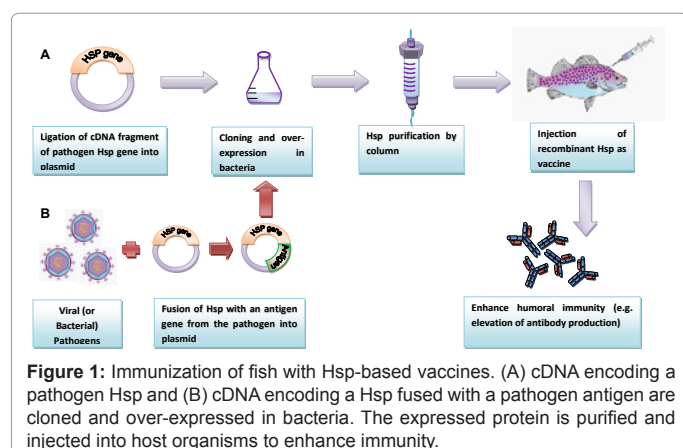 A
HSP gene
Ligation of cDNA fragment
of pathogen Hsp gene into
plasmid
Cloning and over-
expression in
bacteria
Hsp purification by
column
Injection of
recombinant Hsp as
vaccine
B
HSP gene
HSP gene
Antigen
Viral (or
Bacterial)
Pathogens
Fusion of Hsp with an antigen
gene from the pathogen into
plasmid
Enhance humoral immunity (e.g.
elevation of antibody production)
Figure 1: Immunization of fish with Hsp-based vaccines. (A) cDNA encoding a
pathogen Hsp and (B) cDNA encoding a Hsp fused with a pathogen antigen are
cloned and over-expressed in bacteria. The expressed protein is purified and
injected into host organisms to enhance immunity.